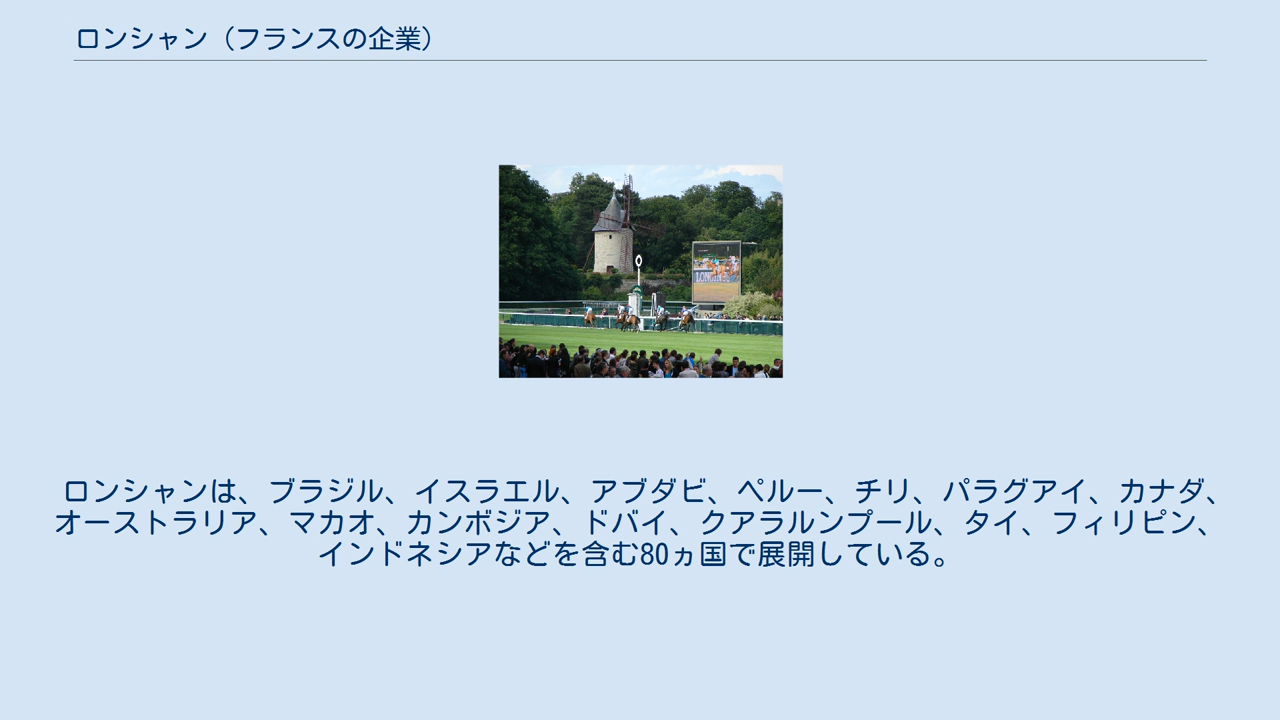 ロンシャン（フランスの企業）
ロンシャンは、ブラジル、イスラエル、アブダビ、ペルー、チリ、パラグアイ、カナダ、
オーストラリア、マカオ、カンボジア、ドバイ、クアラルンプール、タイ、フィリピン、
インドネシアなどを含む80ヵ国で展開している。